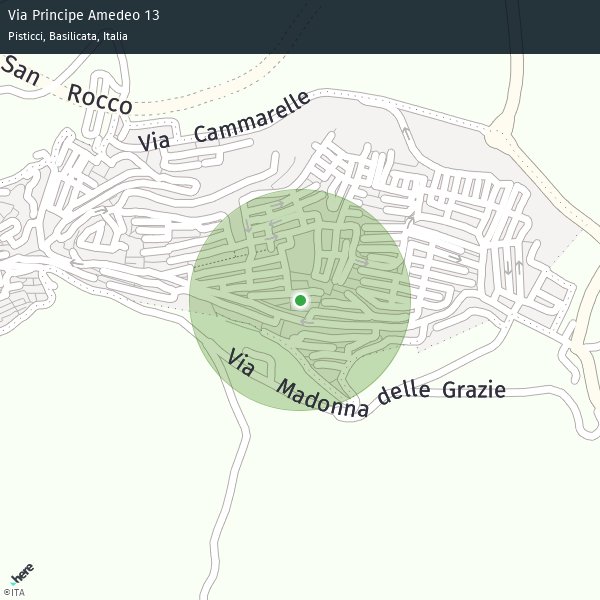 Via Principe Amedeo 13
Pisticci, Basilicata, Italia
San Rocco
Via Cammarelle
Via Madonna delle Grazie
here
©ITA